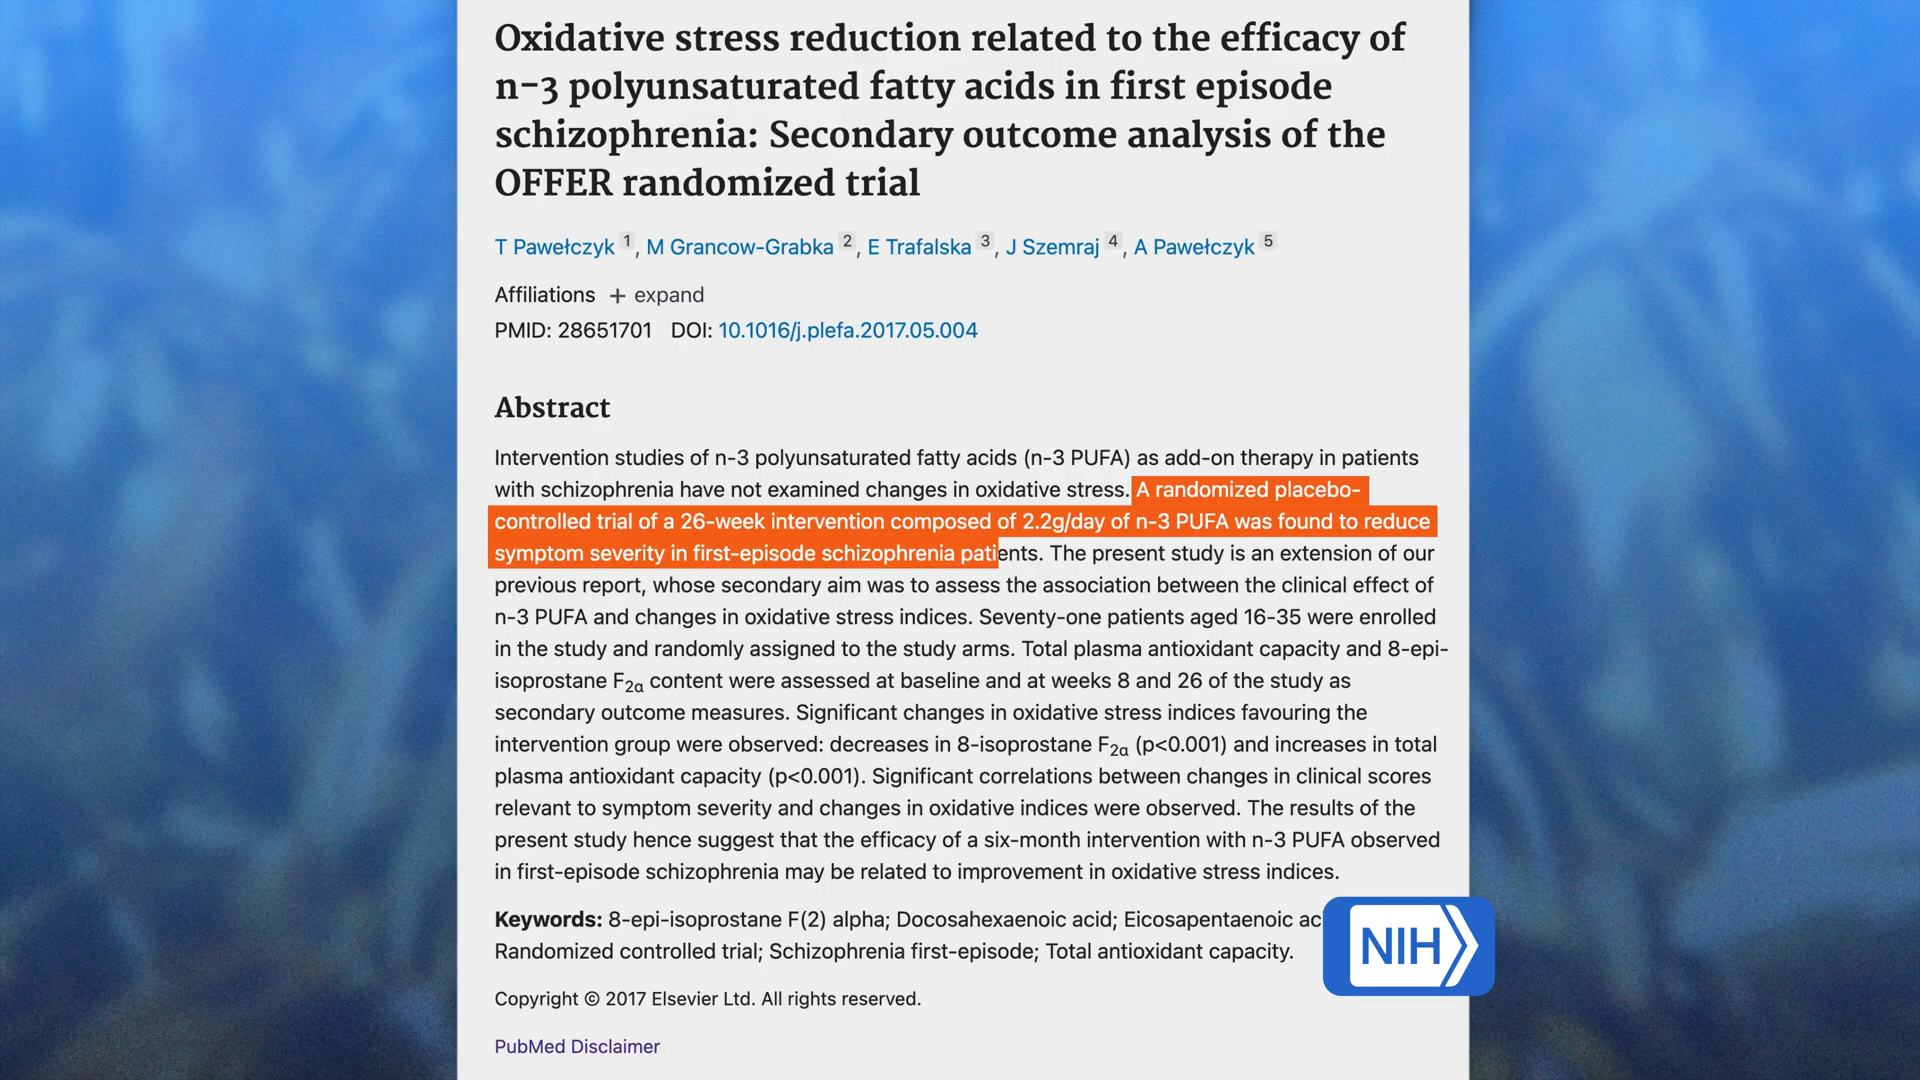 Oxidative stress reduction related to the efficacy of
n-3 polyunsaturated fatty acids in first episode
schizophrenia: Secondary outcome analysis of the
OFFER randomized trial
T Pawełczyk 1, M Grancow-Grabka 2, E Trafalska 3, J Szemraj 4, A Pawełczyk 5
Affiliations + expand
PMID: 28651701 DOI: 10.1016/j.plefa.2017.05.004
Abstract
Intervention studies of n-3 polyunsaturated fatty acids (n-3 PUFA) as add-on therapy in patients
with schizophrenia have not examined changes in oxidative stress. A randomized placebo-
controlled trial of a 26-week intervention composed of 2.2g/day of n-3 PUFA was found to reduce
symptom severity in first-episode schizophrenia patients. The present study is an extension of our
previous report, whose secondary aim was to assess the association between the clinical effect of
n-3 PUFA and changes in oxidative stress indices. Seventy-one patients aged 16-35 were enrolled
in the study and randomly assigned to the study arms. Total plasma antioxidant capacity and 8-epi-
isoprostane F2α content were assessed at baseline and at weeks 8 and 26 of the study as
secondary outcome measures. Significant changes in oxidative stress indices favouring the
intervention group were observed: decreases in 8-isoprostane F2α (p<0.001) and increases in total
plasma antioxidant capacity (p<0.001). Significant correlations between changes in clinical scores
relevant to symptom severity and changes in oxidative indices were observed. The results of the
present study hence suggest that the efficacy of a six-month intervention with n-3 PUFA observed
in first-episode schizophrenia may be related to improvement in oxidative stress indices.
Keywords: 8-epi-isoprostane F(2) alpha; Docosahexaenoic acid; Eicosapentaenoic ac
Randomized controlled trial; Schizophrenia first-episode; Total antioxidant capacity.
NIH
Copyright © 2017 Elsevier Ltd. All rights reserved.
PubMed Disclaimer